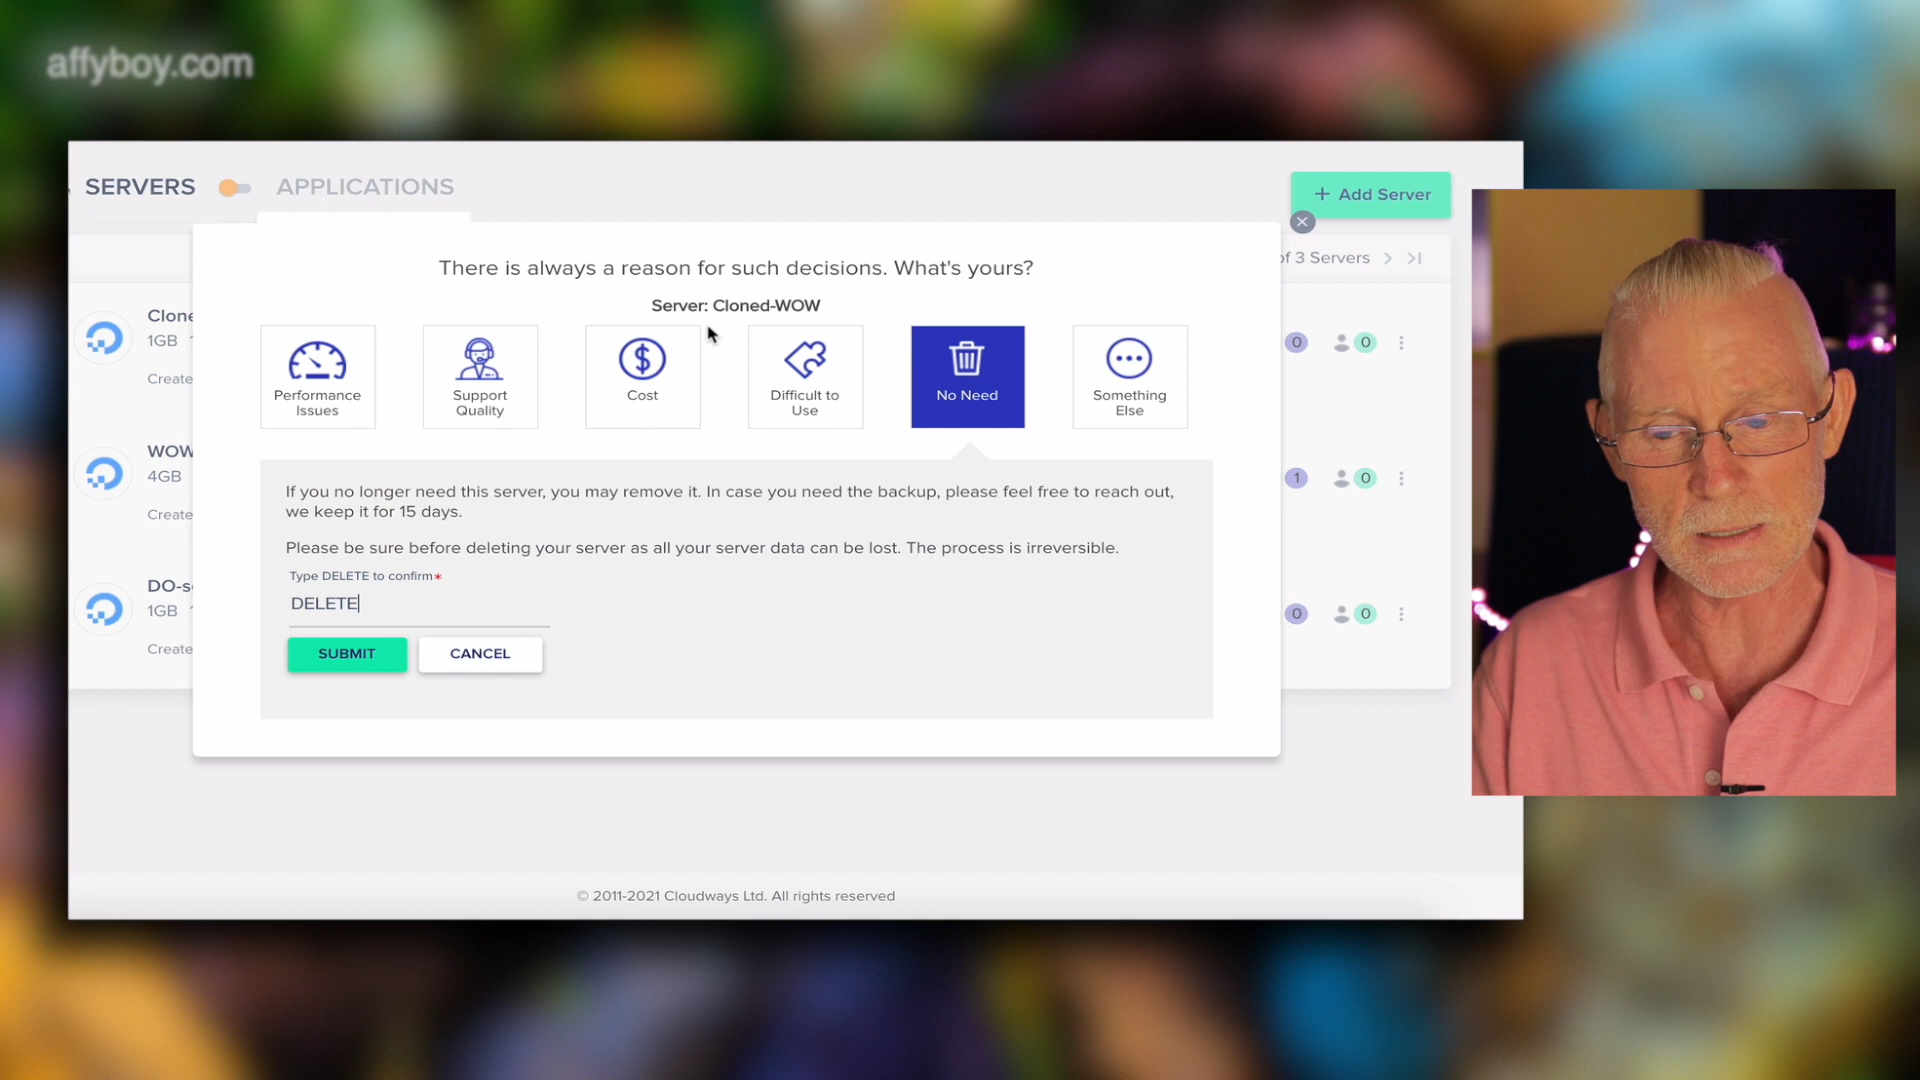 affyboy.com
SERVERS
APPLICATIONS
+ Add Server
There is always a reason for such decisions. What's yours?
of 3 Servers
Server: Cloned-WOW
Performance
Issues
Support
Quality
Cost
Difficult to
Use
No Need
Something
Else
Clone
1GB
Create
0
0
WOW
4GB
Create
1
0
DO-s
1GB
Create
0
0
If you no longer need this server, you may remove it. In case you need the backup, please feel free to reach out,
we keep it for 15 days.
Please be sure before deleting your server as all your server data can be lost. The process is irreversible.
Type DELETE to confirm*
DELETE
SUBMIT
CANCEL
© 2011-2021 Cloudways Ltd. All rights reserved